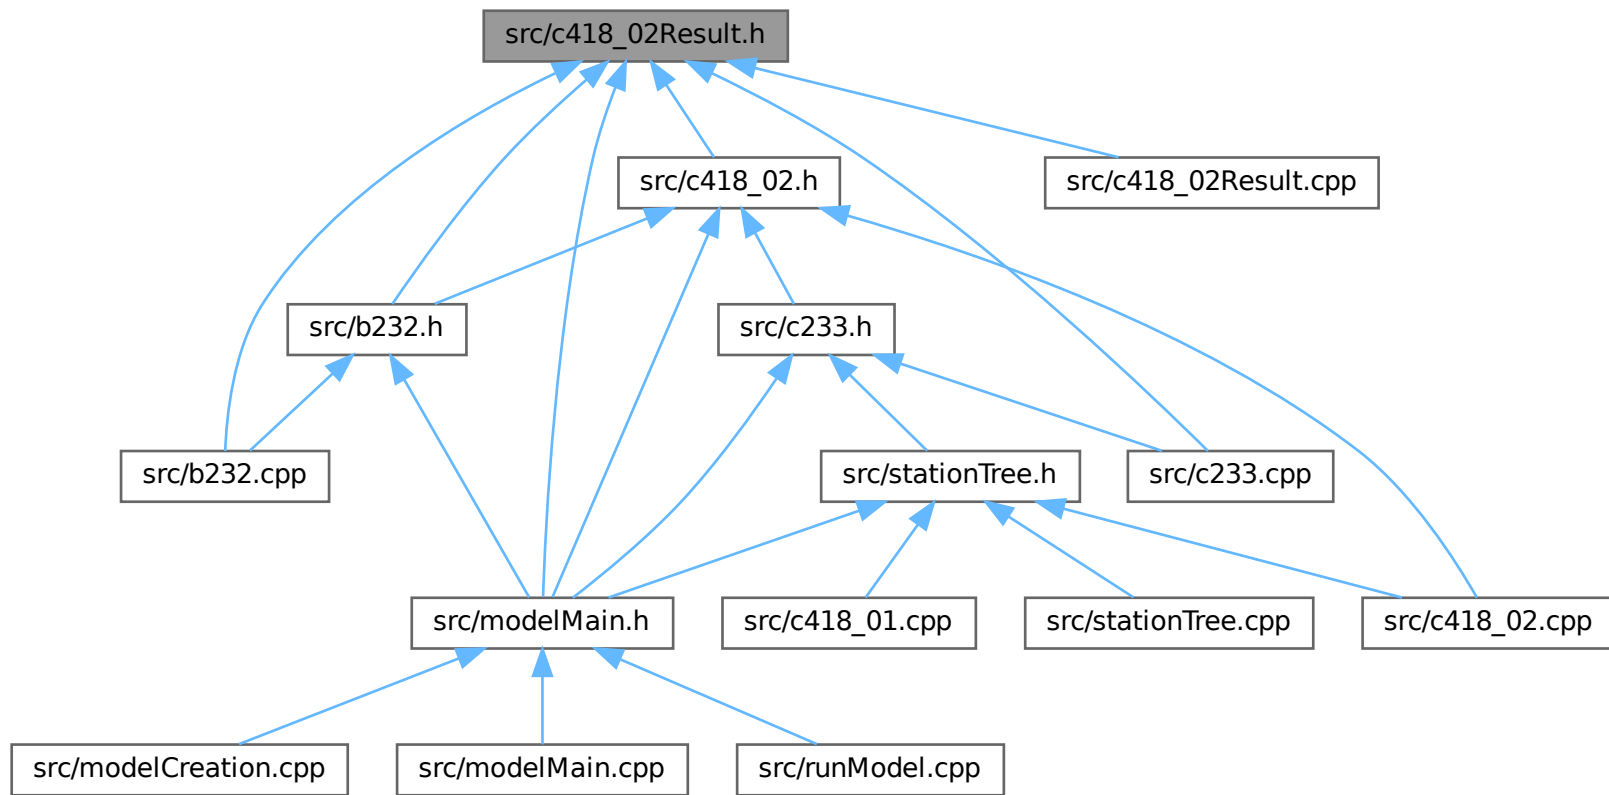 src/c418_02Result.h
src/c418_02.h
src/c418_02Result.cpp
src/b232.h
src/c233.h
src/b232.cpp
src/stationTree.h
src/c233.cpp
src/modelMain.h
src/c418_01.cpp
src/stationTree.cpp
src/c418_02.cpp
src/modelCreation.cpp
src/modelMain.cpp
src/runModel.cpp